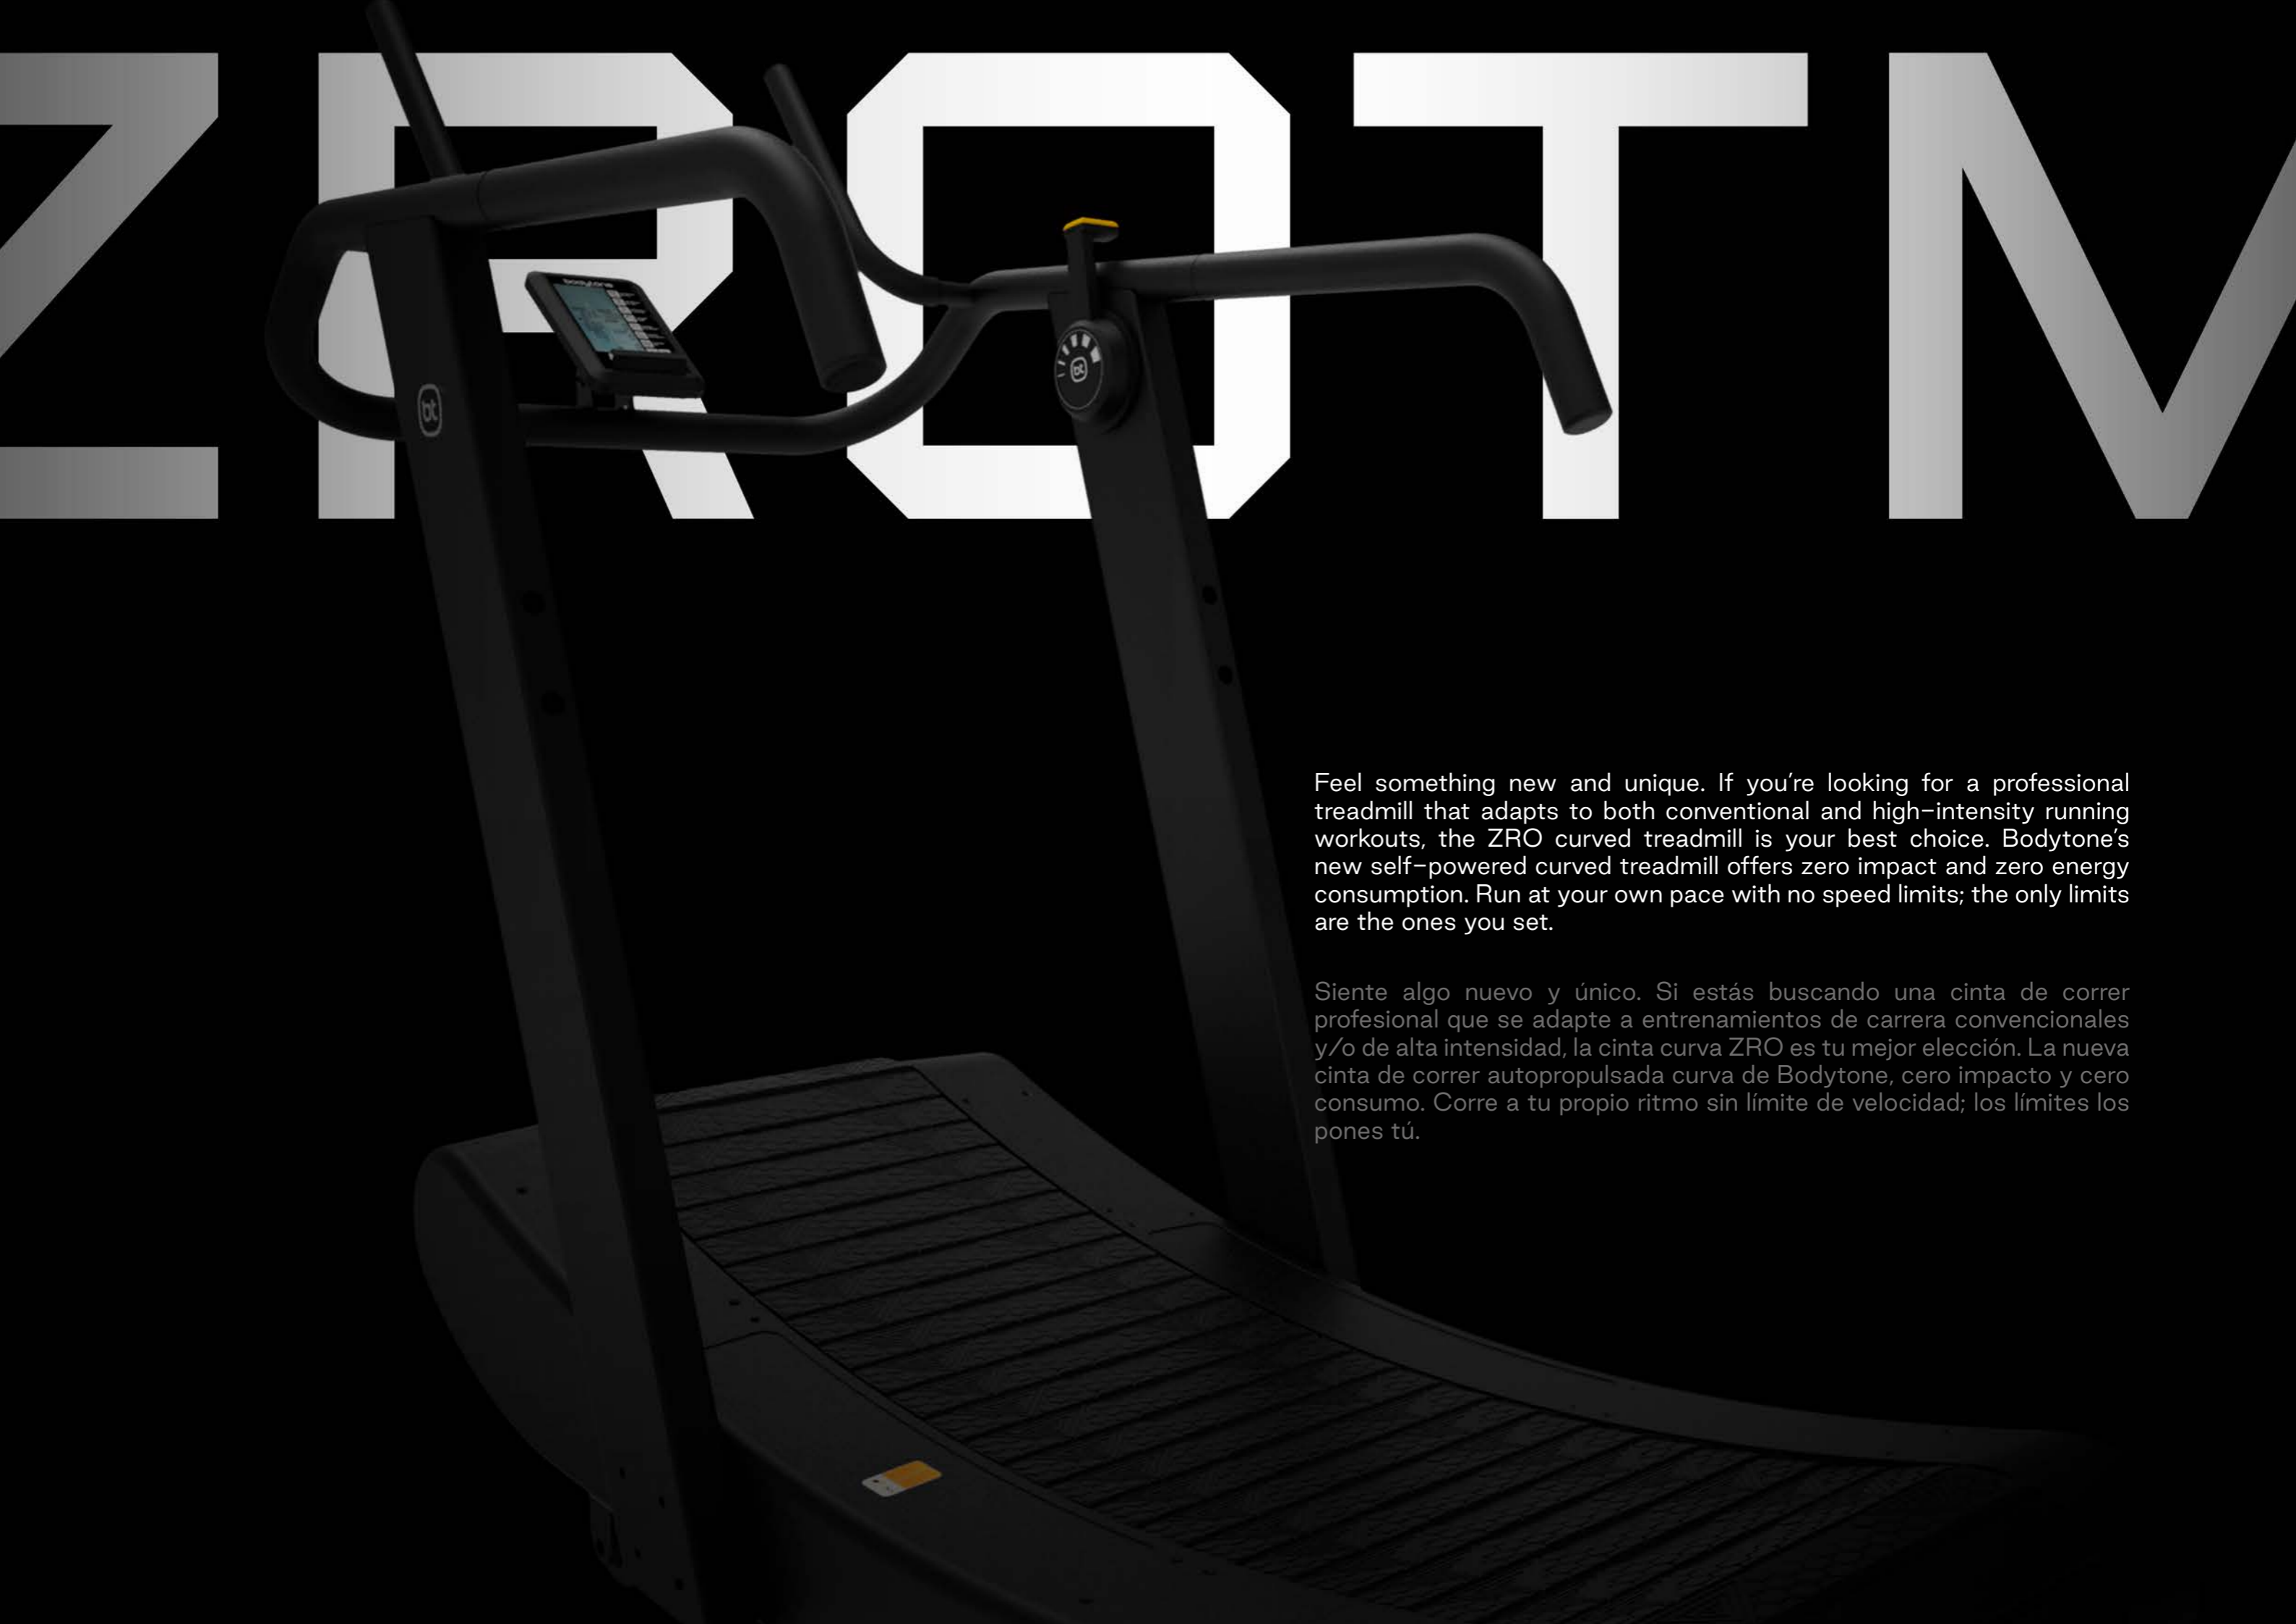 ZROTM
bodytone
bt
bt
Feel something new and unique. If you're looking for a professional
treadmill that adapts to both conventional and high-intensity running
workouts, the ZRO curved treadmill is your best choice. Bodytone's
new self-powered curved treadmill offers zero impact and zero energy
consumption. Run at your own pace with no speed limits; the only limits
are the ones you set.
Siente algo nuevo y único. Si estás buscando una cinta de correr
profesional que se adapte a entrenamientos de carrera convencionales
y/o de alta intensidad, la cinta curva ZRO es tu mejor elección. La nueva
cinta de correr autopropulsada curva de Bodytone, cero impacto y cero
consumo. Corre a tu propio ritmo sin límite de velocidad; los límites los
pones tú.